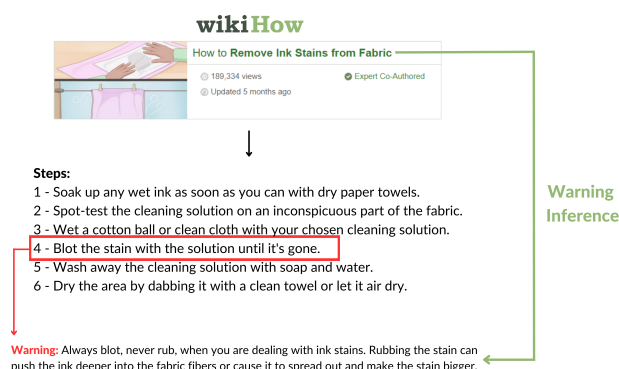 wikiHow
How to Remove Ink Stains from Fabric
189,334 views
Expert Co-Authored
Updated 5 months ago
Steps:
1 - Soak up any wet ink as soon as you can with dry paper towels.
2 - Spot-test the cleaning solution on an inconspicuous part of the fabric.
3 - Wet a cotton ball or clean cloth with your chosen cleaning solution.
4 - Blot the stain with the solution until it's gone.
5 - Wash away the cleaning solution with soap and water.
6 - Dry the area by dabbing it with a clean towel or let it air dry.
Warning
Inference
Warning: Always blot, never rub, when you are dealing with ink stains. Rubbing the stain can
push the ink deeper into the fabric fibers or cause it to spread out and make the stain bigger.